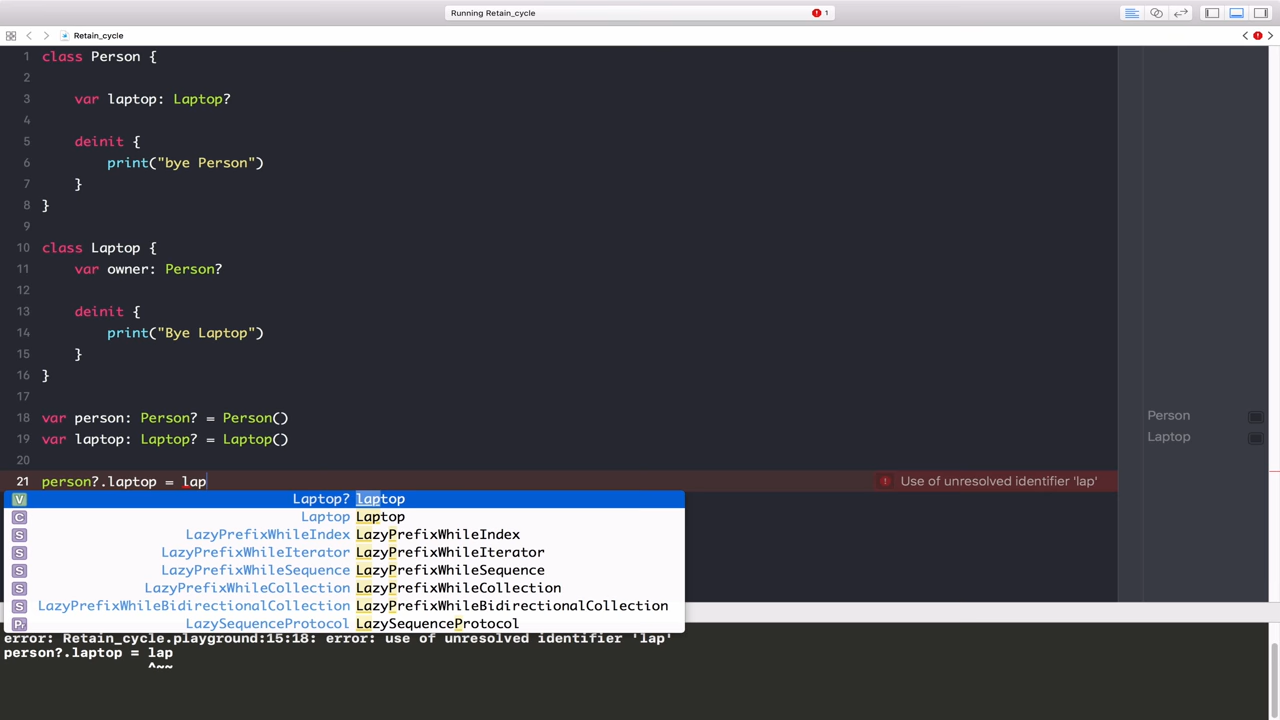 Running Retain_cycle
1
Retain_cycle
1 class Person {
2
3 var laptop: Laptop?
4
5 deinit {
6 print("bye Person")
7 }
8 }
9
10 class Laptop {
11 var owner: Person?
12
13 deinit {
14 print("Bye Laptop")
15 }
16 }
17
18 var person: Person? = Person()
Person
19 var laptop: Laptop? = Laptop()
Laptop
20
21 person?.laptop = lap
Use of unresolved identifier 'lap'
V Laptop? laptop
C Laptop Laptop
S LazyPrefixWhileIndex LazyPrefixWhileIndex
S LazyPrefixWhileIterator LazyPrefixWhileIterator
S LazyPrefixWhileSequence LazyPrefixWhileSequence
S LazyPrefixWhileCollection LazyPrefixWhileCollection
S LazyPrefixWhileBidirectionalCollection LazyPrefixWhileBidirectionalCollection
Pr LazySequenceProtocol LazySequenceProtocol
error: Retain_cycle.playground:15:18: error: use of unresolved identifier 'lap'
person?.laptop = lap
^~~